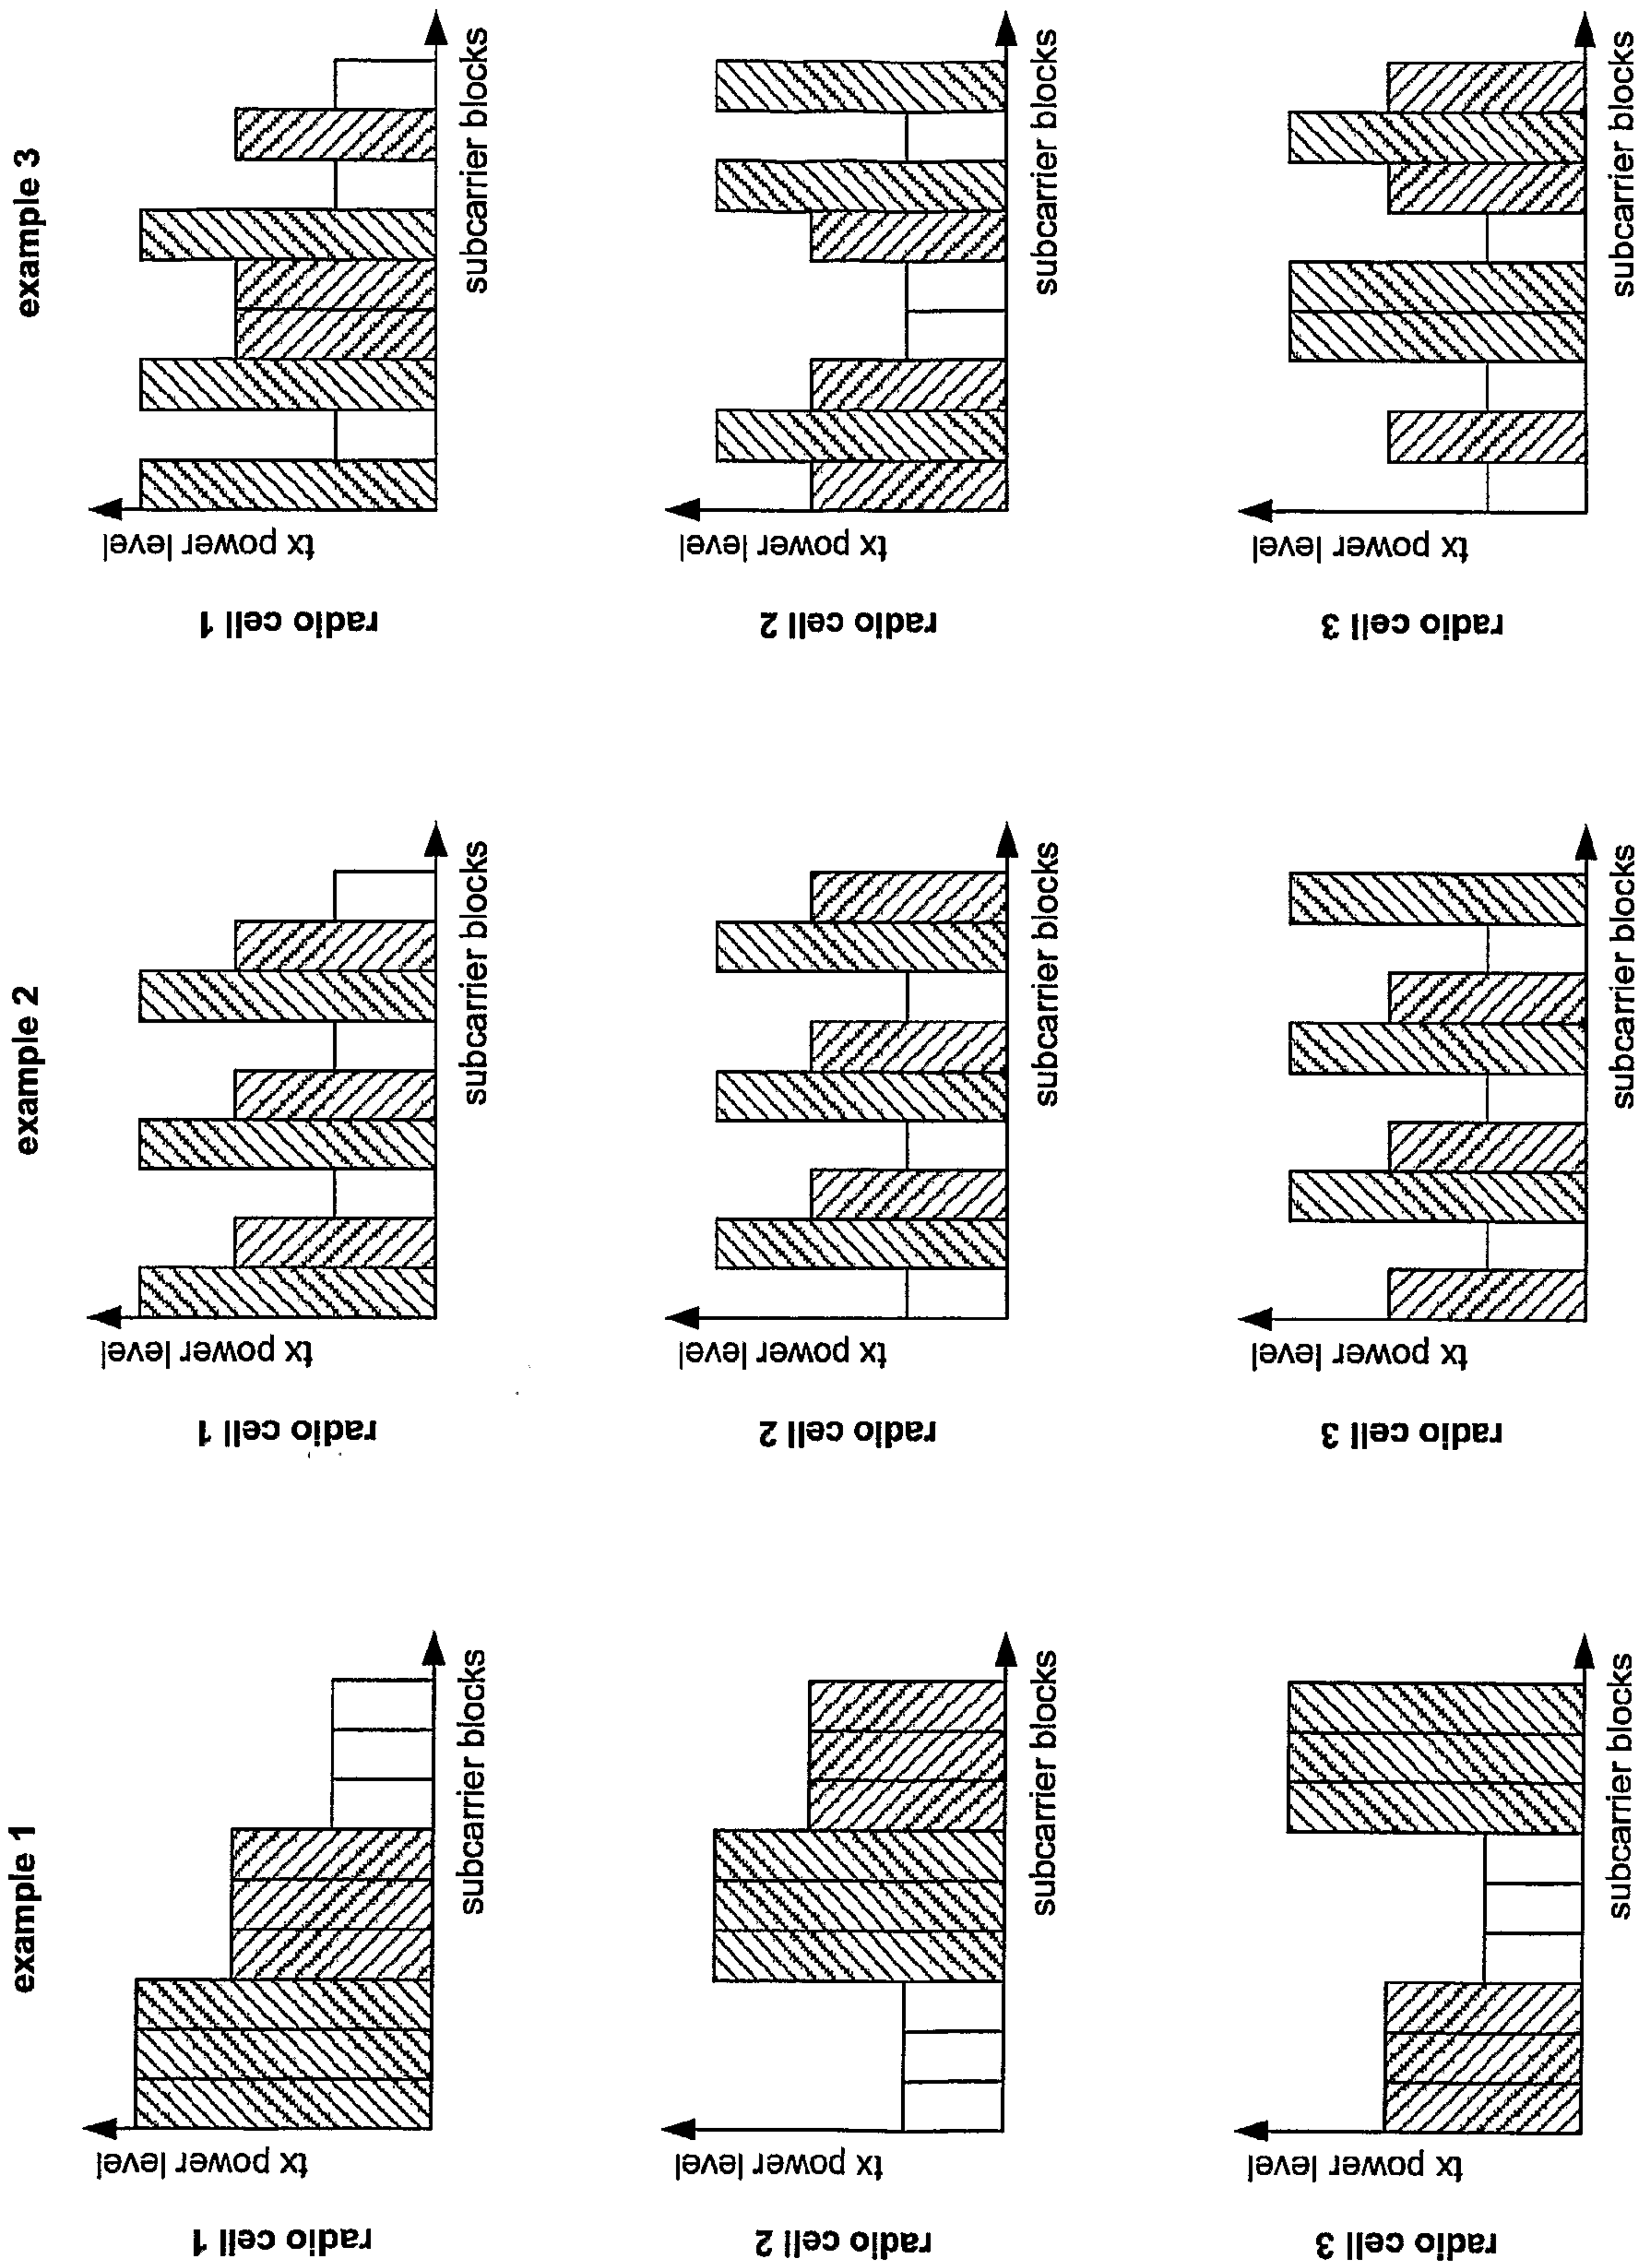 example 1
radio cell 1
tx power level
subcarrier blocks
radio cell 2
tx power level
subcarrier blocks
radio cell 3
tx power level
subcarrier blocks
example 2
radio cell 1
tx power level
subcarrier blocks
radio cell 2
tx power level
subcarrier blocks
radio cell 3
tx power level
subcarrier blocks
example 3
radio cell 1
tx power level
subcarrier blocks
radio cell 2
tx power level
subcarrier blocks
radio cell 3
tx power level
subcarrier blocks